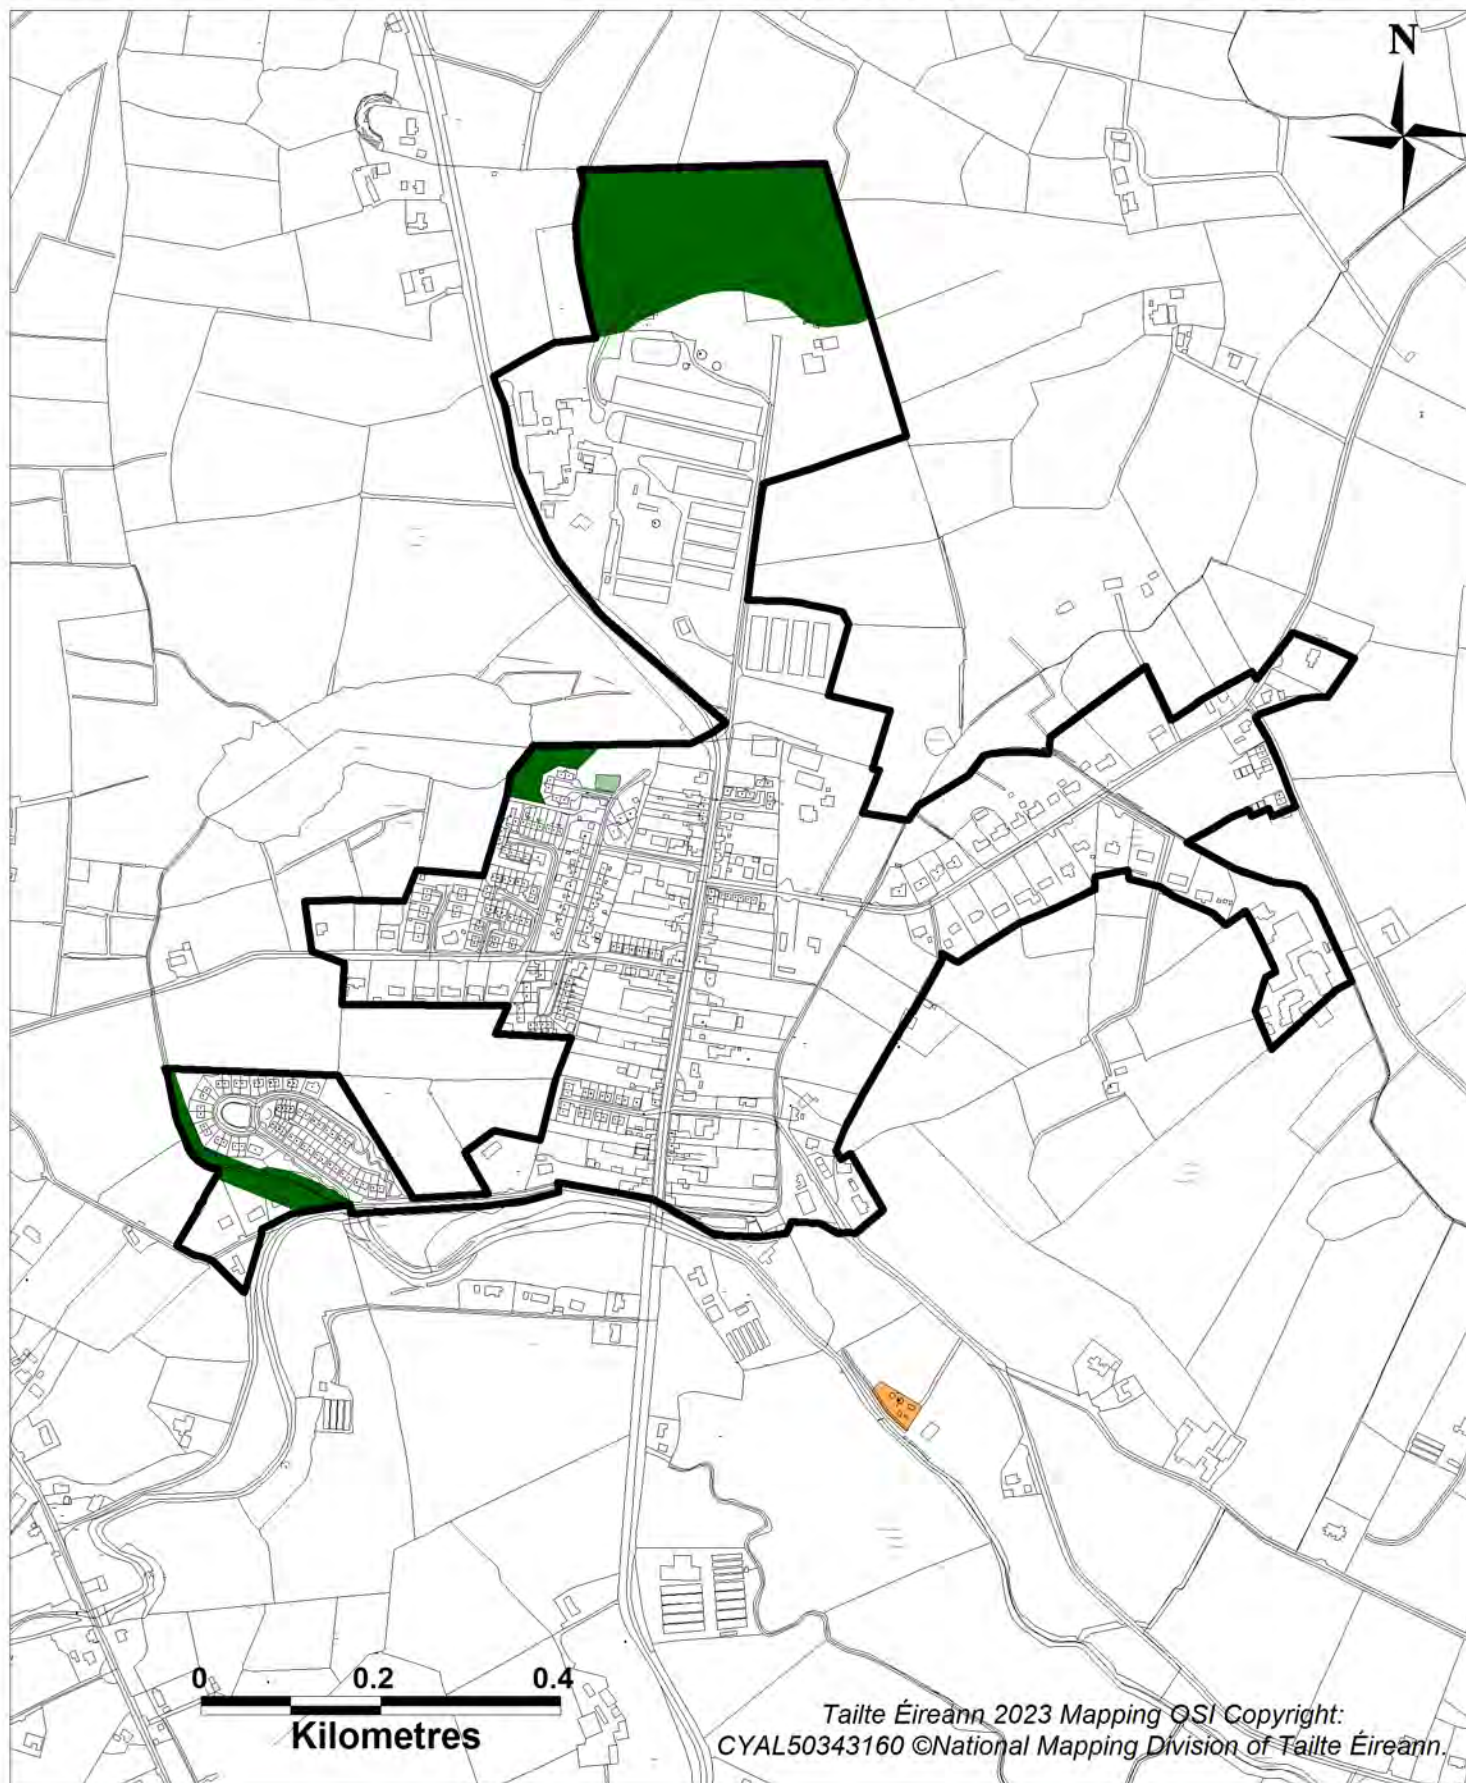 N
0 0.2 0.4
Kilometres
Tailte Éireann 2023 Mapping OSI Copyright:
CYAL50343160 ©National Mapping Division of Tailte Éireann.